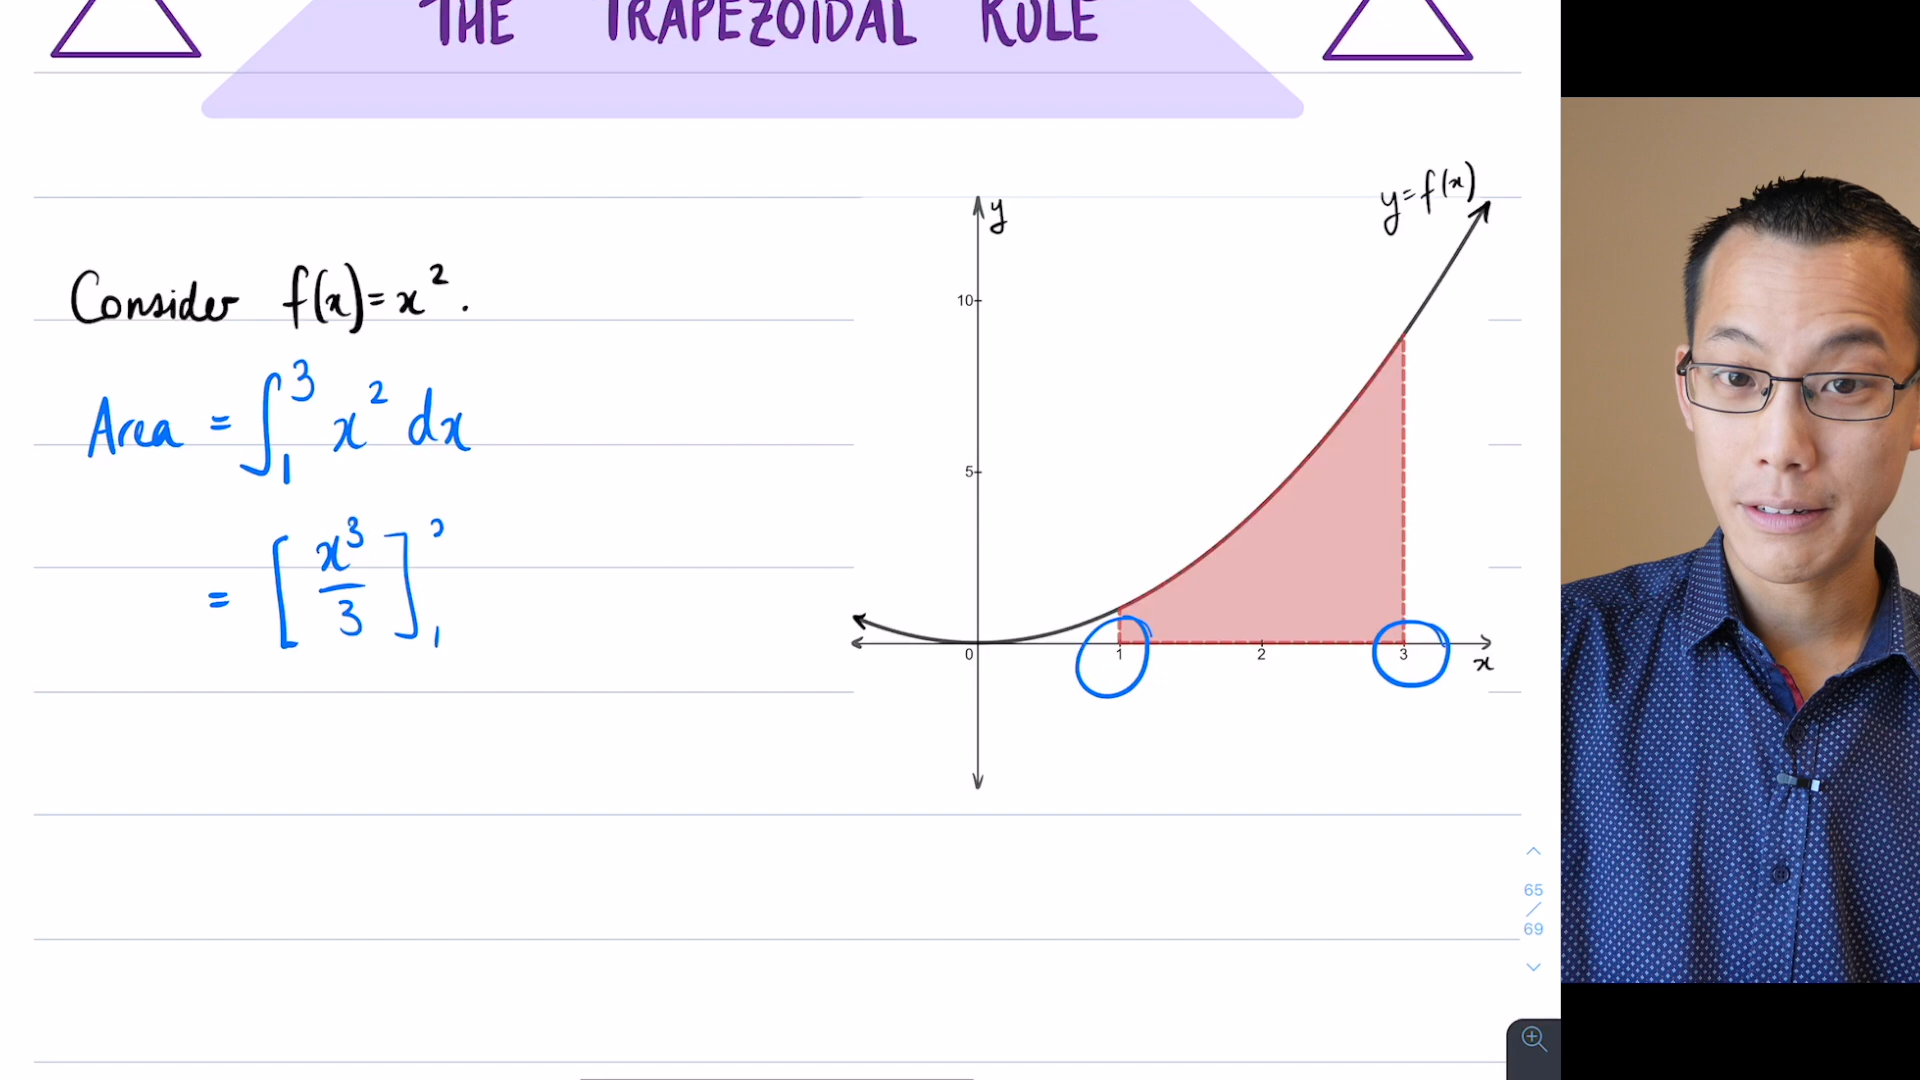 THE TRAPEZOIDAL RULE
Consider f(x)=x².
Area = ∫₁³ x² dx
= [x³/3]₁³
y
y=f(x)
10
5
0 1 2 3
x
65
/
69